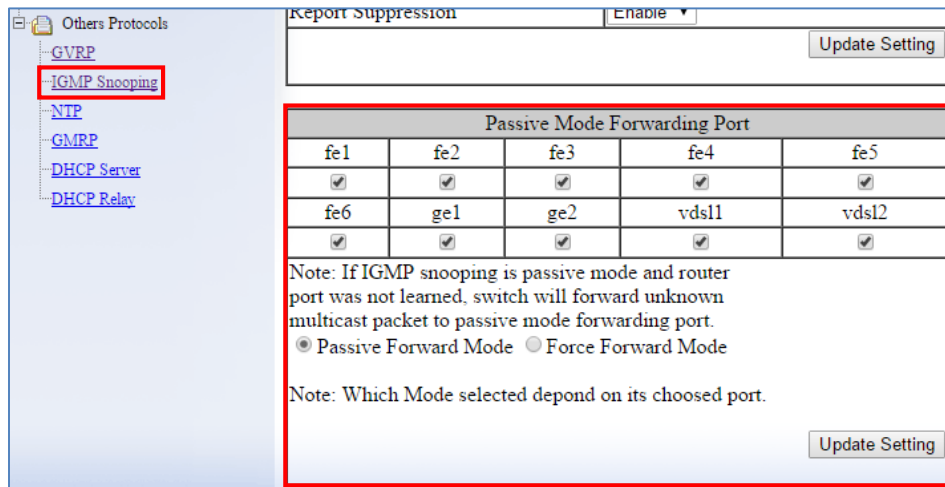 Others Protocols
GVRP
IGMP Snooping
NTP
GMRP
DHCP Server
DHCP Relay
Report Suppression Enable
Update Setting
Passive Mode Forwarding Port
fe1 fe2 fe3 fe4 fe5
fe6 ge1 ge2 vdsl1 vdsl2
Note: If IGMP snooping is passive mode and router
port was not learned, switch will forward unknown
multicast packet to passive mode forwarding port.
Passive Forward Mode Force Forward Mode
Note: Which Mode selected depond on its choosed port.
Update Setting